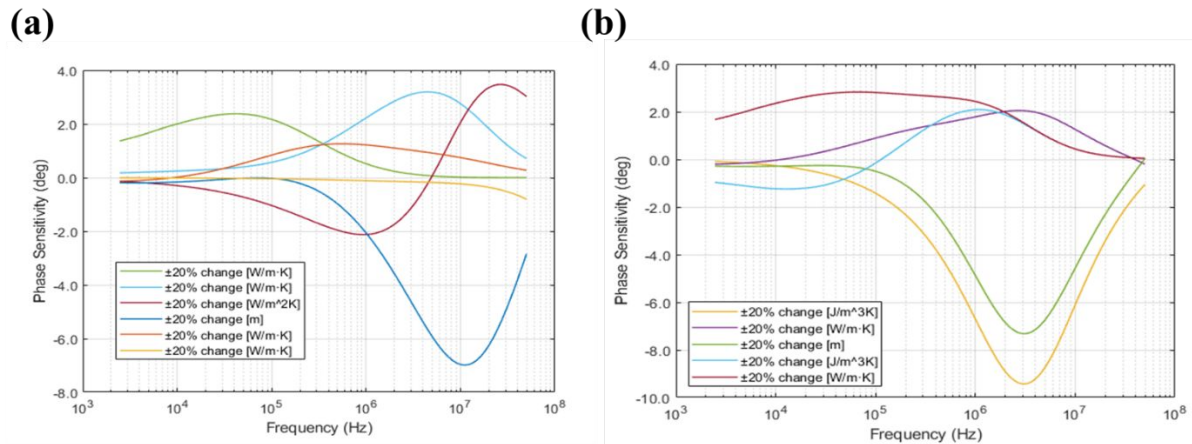 (a)
4.0
2.0
0.0
-2.0
-4.0
-6.0
-8.0
Phase Sensitivity (deg)
±20% change [W/m·K]
±20% change [W/m·K]
±20% change [W/m^2K]
±20% change [m]
±20% change [W/m·K]
±20% change [W/m·K]
10^3 10^4 10^5 10^6 10^7 10^8
Frequency (Hz)
(b)
4.0
2.0
0.0
-2.0
-4.0
-6.0
-8.0
-10.0
Phase Sensitivity (deg)
±20% change [J/m^3K]
±20% change [W/m·K]
±20% change [m]
±20% change [J/m^3K]
±20% change [W/m·K]
10^3 10^4 10^5 10^6 10^7 10^8
Frequency (Hz)